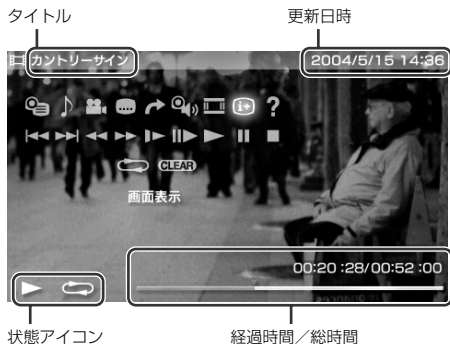 タイトル
更新日時
カントリーサイン
2004/5/15 14:36
i+ ?
CLEAR
画面表示
00:20:28/00:52:00
状態アイコン
経過時間／総時間